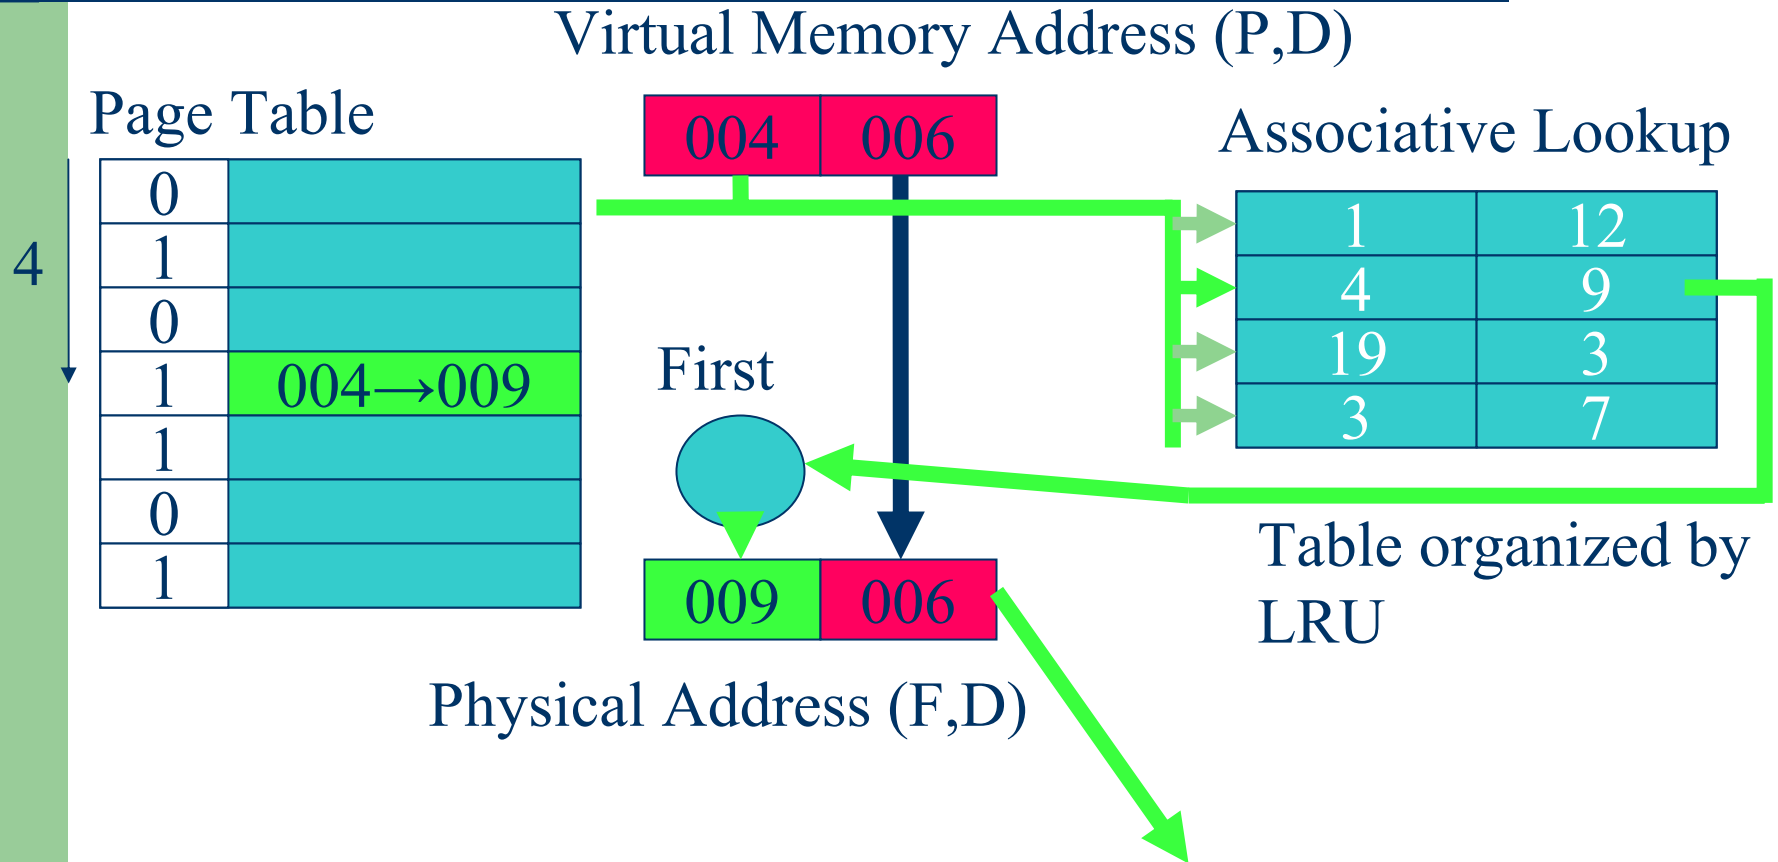 Virtual Memory Address (P,D)
Page Table
004 006
Associative Lookup
4
0
1
0
1 004→009
1
0
1
1 12
4 9
19 3
3 7
First
009 006
Table organized by
LRU
Physical Address (F,D)